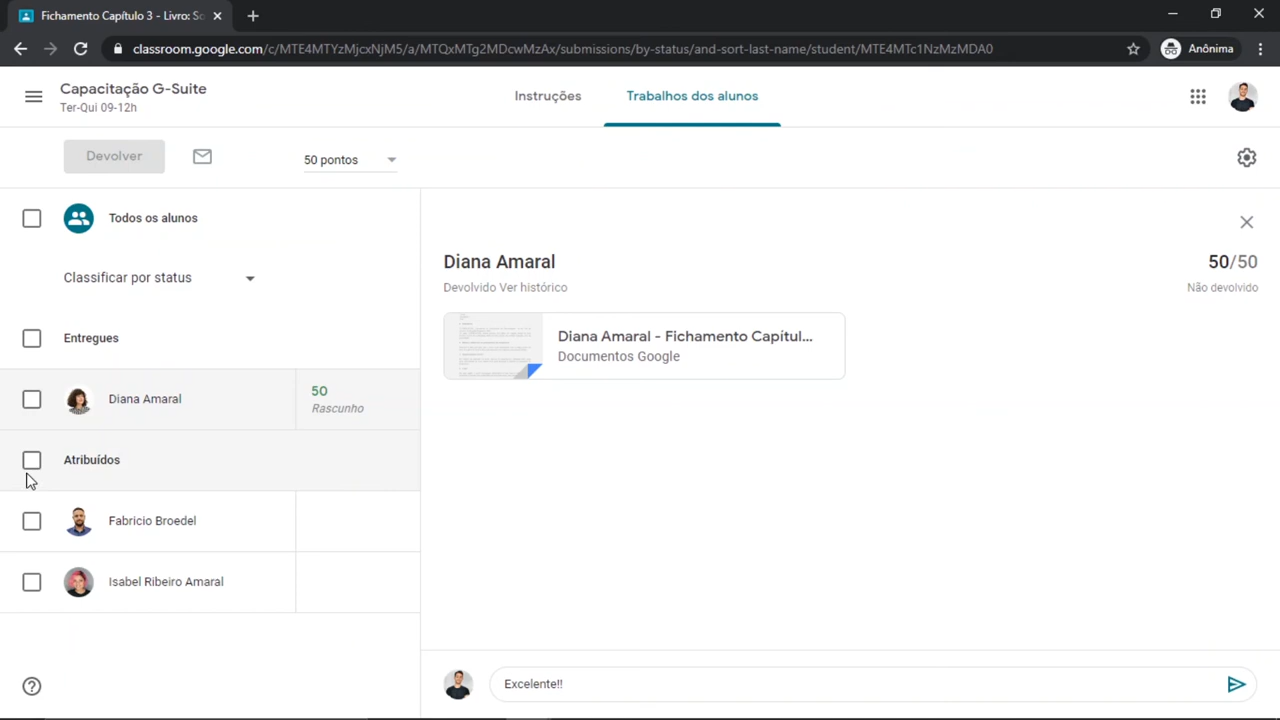 Fichamento Capítulo 3 - Livro: So
classroom.google.com/c/MTE4MTYzMjcxNjM5/a/MTQxMTg2MDcwMzAx/submissions/by-status/and-sort-last-name/student/MTE4MTc1NzMzMDA0
Anônima
Capacitação G-Suite
Ter-Qui 09-12h
Instruções
Trabalhos dos alunos
Devolver
50 pontos
Todos os alunos
Classificar por status
Entregues
Diana Amaral
50
Rascunho
Atribuídos
Fabricio Broedel
Isabel Ribeiro Amaral
Diana Amaral
50/50
Devolvido Ver histórico
Não devolvido
Diana Amaral - Fichamento Capítul...
Documentos Google
Excelente!!